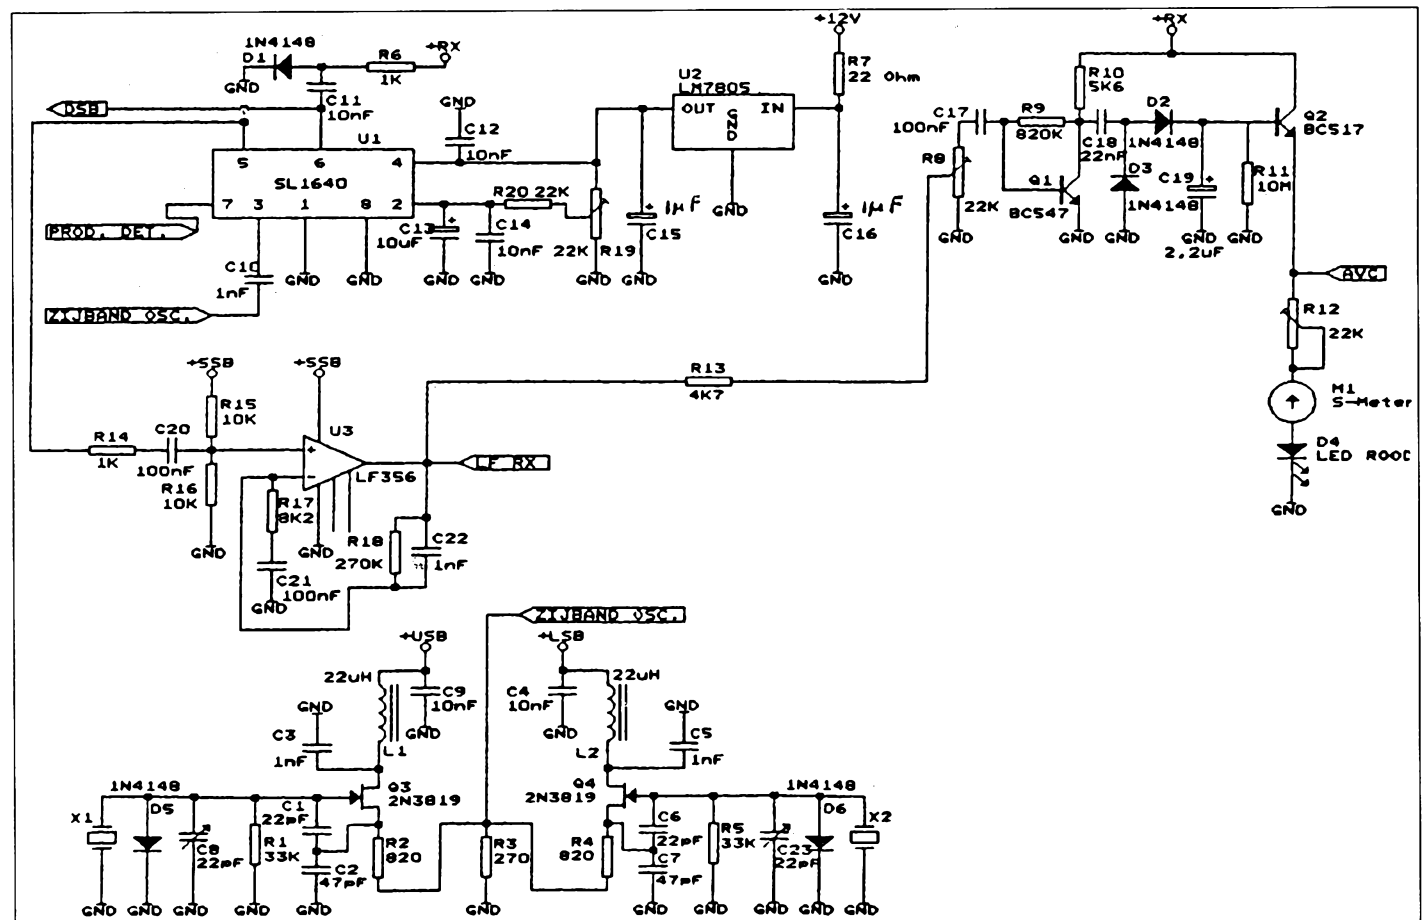 +12V
+RX
1N4148
D1
R6
1K
+RX
GND
C11
10nF
DSB
GND
C12
10nF
U2
LM7805
OUT
GND
IN
GND
R7
22 Ohm
1µF
C15
GND
1µF
C16
GND
U1
5
6
4
SL1640
7
3
1
8
2
PROD. DET.
C10
1nF
ZIJBAND OSC.
GND
GND
C13
10uF
GND
C14
10nF
GND
R20
22K
22K
R19
GND
C17
100nF
R9
820K
R10
5K6
R8
22K
GND
Q1
BC547
GND
C18
22nF
D2
1N4148
D3
1N4148
GND
C19
2,2uF
GND
R11
10M
GND
Q2
BC517
AVC
R12
22K
M1
S-Meter
D4
LED ROOD
GND
R13
4K7
+SSB
+SSB
R15
10K
R14
1K
C20
100nF
R16
10K
GND
U3
+
-
LF356
LF RX
R17
8K2
GND
C21
100nF
GND
R18
270K
C22
1nF
ZIJBAND OSC.
+USB
22uH
C9
10nF
GND
L1
GND
C3
1nF
+LSB
22uH
C4
10nF
GND
L2
GND
C5
1nF
Q3
2N3819
Q4
2N3819
1N4148
D5
X1
C8
22pF
R1
33K
C1
22pF
C2
47pF
R2
820
R3
270
R4
820
C6
22pF
C7
47pF
R5
33K
C23
22pF
1N4148
D6
X2
GND
GND
GND
GND
GND
GND
GND
GND
GND
GND
GND